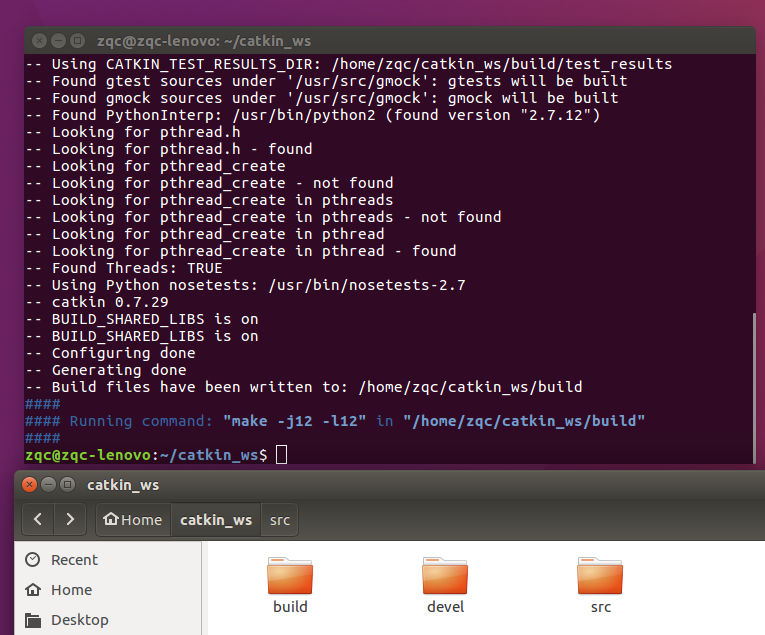 zqc@zqc-lenovo: ~/catkin_ws
-- Using CATKIN_TEST_RESULTS_DIR: /home/zqc/catkin_ws/build/test_results
-- Found gtest sources under '/usr/src/gmock': gtests will be built
-- Found gmock sources under '/usr/src/gmock': gmock will be built
-- Found PythonInterp: /usr/bin/python2 (found version "2.7.12")
-- Looking for pthread.h
-- Looking for pthread.h - found
-- Looking for pthread_create
-- Looking for pthread_create - not found
-- Looking for pthread_create in pthreads
-- Looking for pthread_create in pthreads - not found
-- Looking for pthread_create in pthread
-- Looking for pthread_create in pthread - found
-- Found Threads: TRUE
-- Using Python nosetests: /usr/bin/nosetests-2.7
-- catkin 0.7.29
-- BUILD_SHARED_LIBS is on
-- BUILD_SHARED_LIBS is on
-- Configuring done
-- Generating done
-- Build files have been written to: /home/zqc/catkin_ws/build
####
#### Running command: "make -j12 -l12" in "/home/zqc/catkin_ws/build"
####
zqc@zqc-lenovo:~/catkin_ws$
catkin_ws
Home catkin_ws src
Recent
Home
Desktop
build devel src